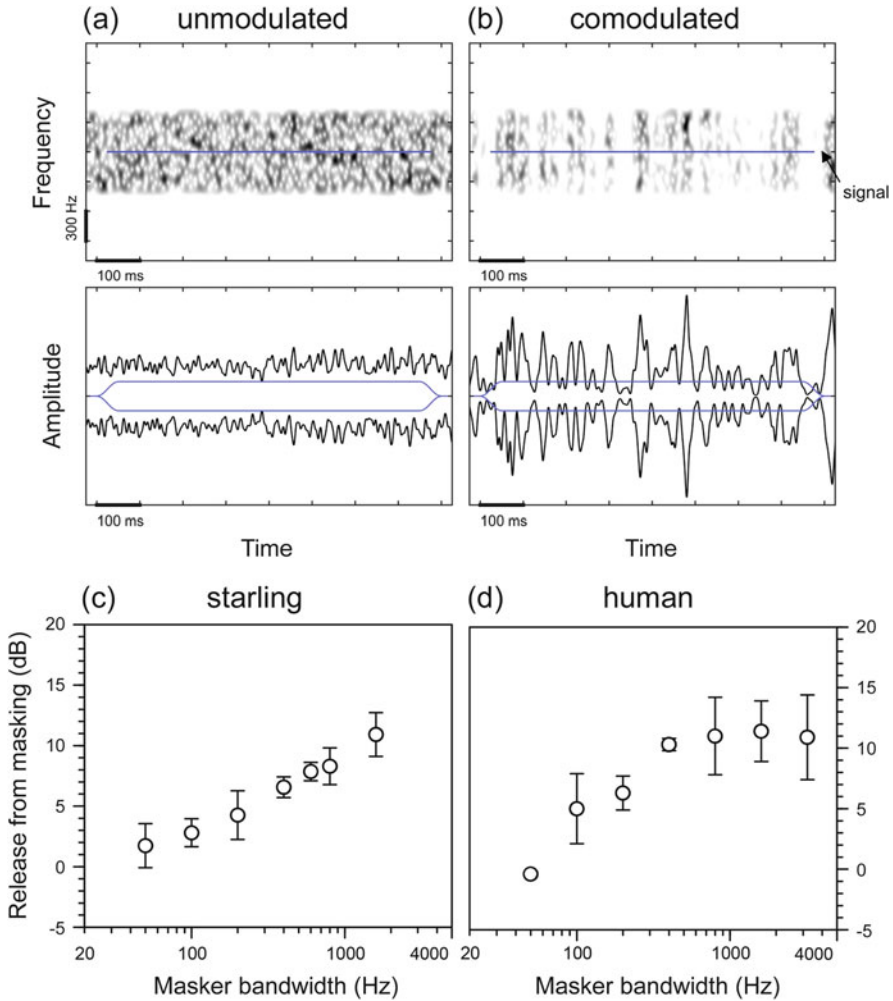 (a) unmodulated
(b) comodulated
Frequency
300 Hz
signal
100 ms
100 ms
Amplitude
100 ms
100 ms
Time
Time
(c) starling
(d) human
Release from masking (dB)
20
15
10
5
0
-5
20
15
10
5
0
-5
20 100 1000 4000
20 100 1000 4000
Masker bandwidth (Hz)
Masker bandwidth (Hz)